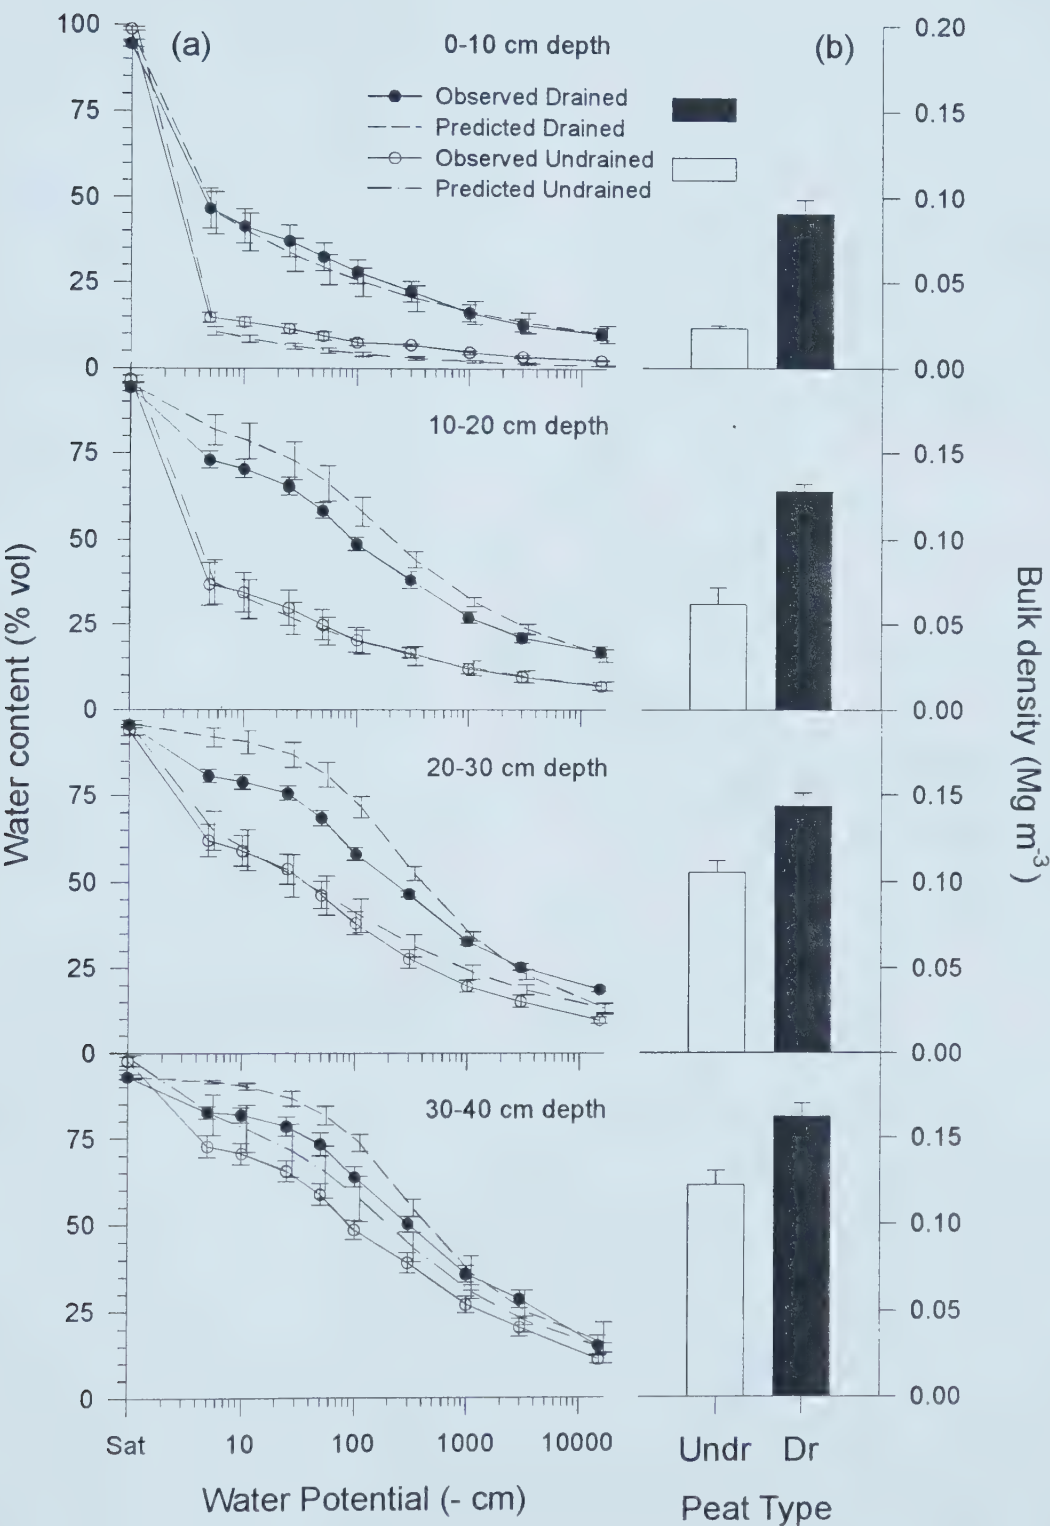 (a)
0-10 cm depth
(b)
Observed Drained
Predicted Drained
Observed Undrained
Predicted Undrained
100
75
50
25
0
0.20
0.15
0.10
0.05
0.00
10-20 cm depth
75
50
25
0
0.15
0.10
0.05
0.00
20-30 cm depth
75
50
25
0
0.15
0.10
0.05
0.00
30-40 cm depth
75
50
25
0
0.15
0.10
0.05
0.00
Water content (% vol)
Bulk density (Mg m-3)
Sat 10 100 1000 10000
Undr Dr
Water Potential (- cm)
Peat Type